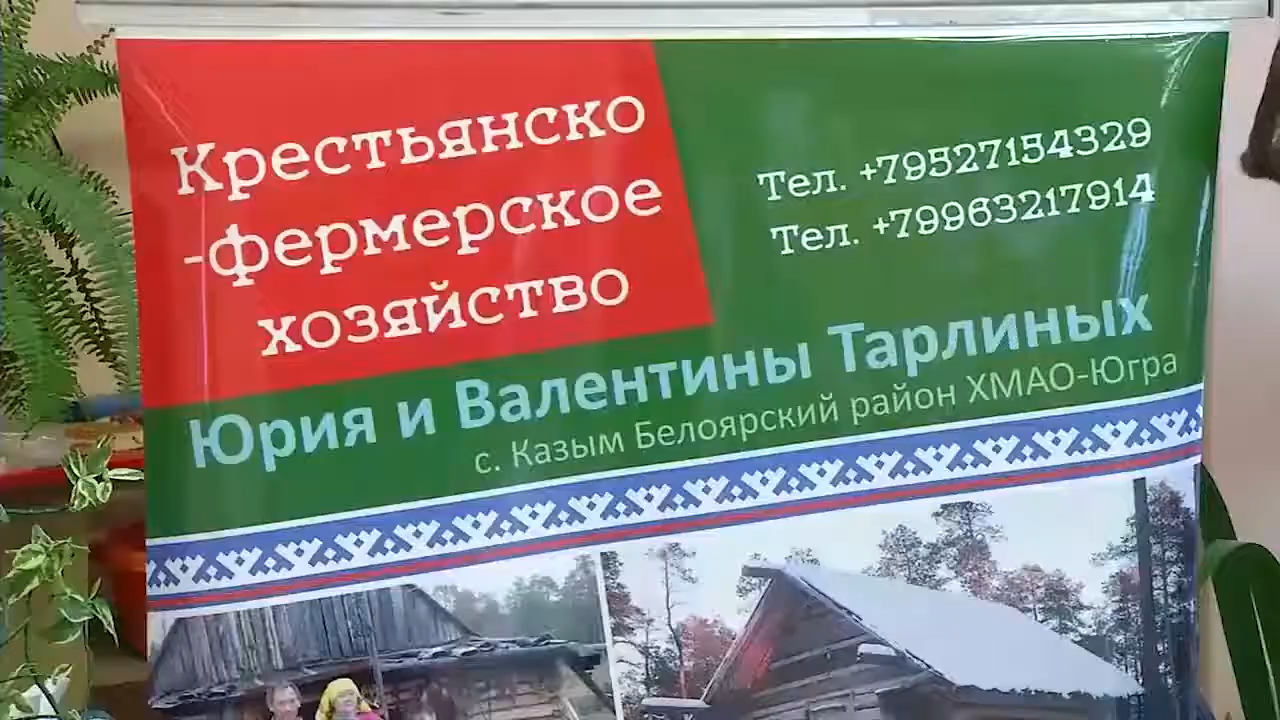 Крестьянско
-фермерское
хозяйство
Тел. +79527154329
Тел. +79963217914
Юрия и Валентины Тарлиных
с. Казым Белоярский район ХМАО-Югра